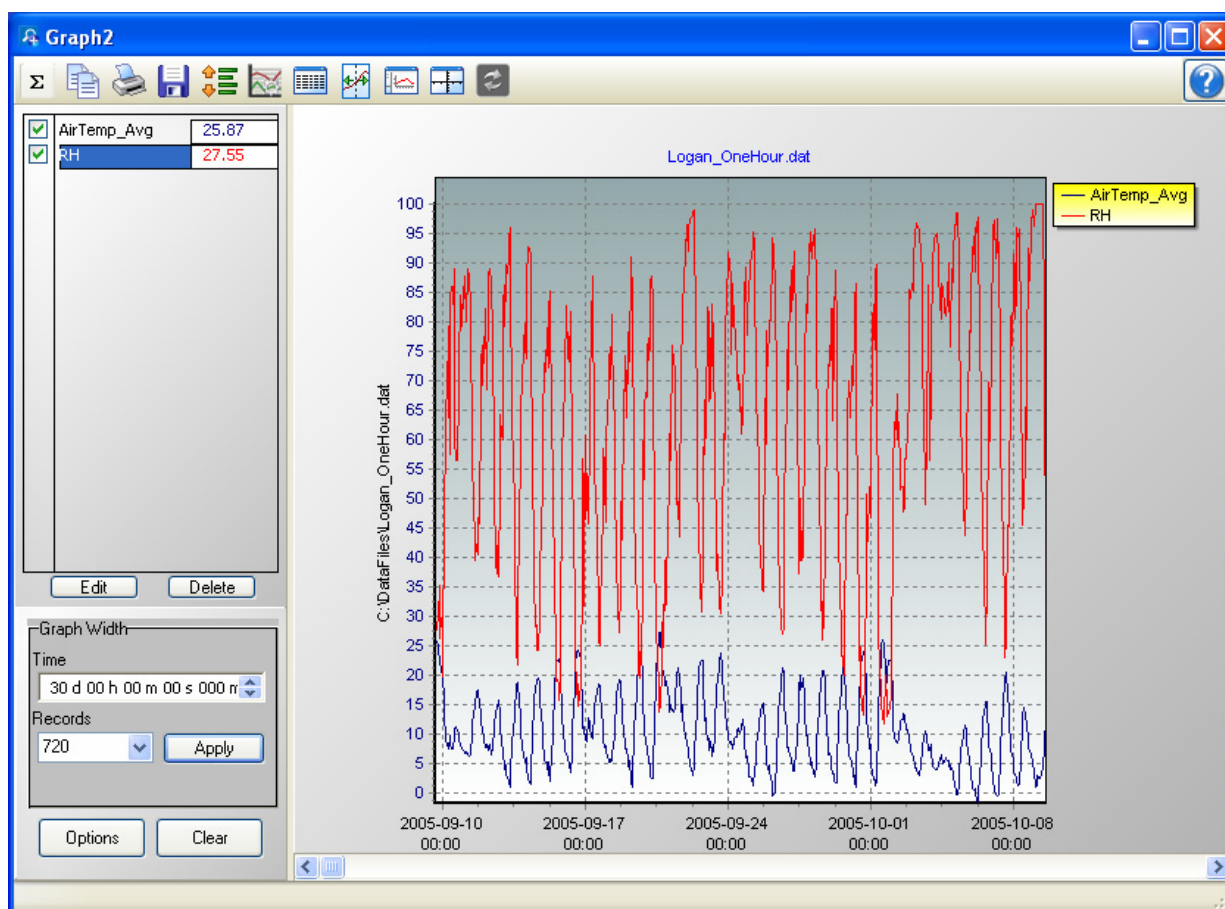 Graph2
Σ
?
AirTemp_Avg 25.87
RH 27.55
Edit Delete
Graph Width
Time
30 d 00 h 00 m 00 s 000 m
Records
720 Apply
Options Clear
Logan_OneHour.dat
C:\DataFiles\Logan_OneHour.dat
100
95
90
85
80
75
70
65
60
55
50
45
40
35
30
25
20
15
10
5
0
2005-09-10 2005-09-17 2005-09-24 2005-10-01 2005-10-08
00:00 00:00 00:00 00:00 00:00
AirTemp_Avg
RH